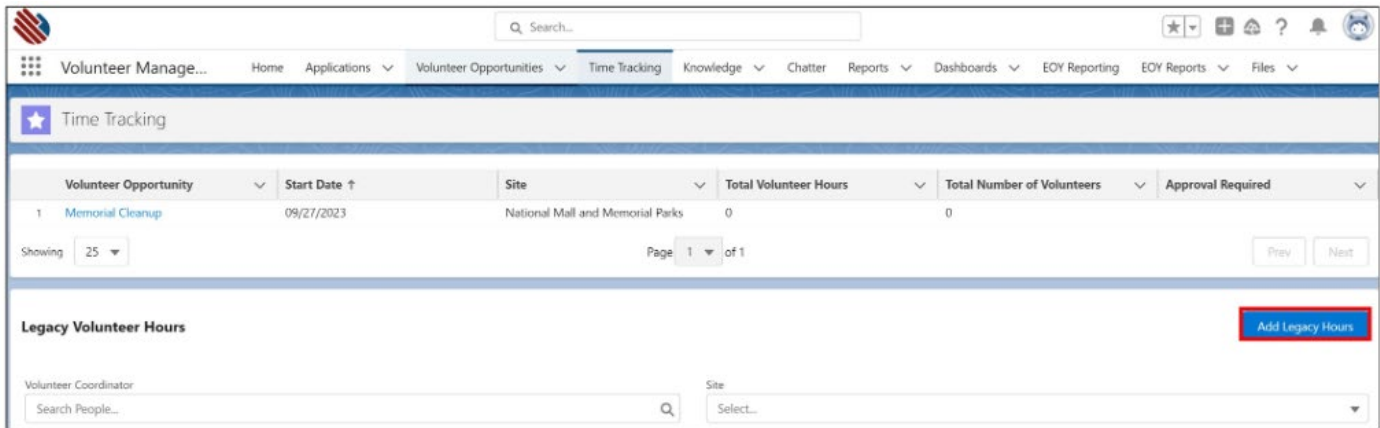 Search...
Volunteer Manage... Home Applications Volunteer Opportunities Time Tracking Knowledge Chatter Reports Dashboards EOY Reporting EOY Reports Files
Time Tracking
Volunteer Opportunity Start Date ↑ Site Total Volunteer Hours Total Number of Volunteers Approval Required
1 Memorial Cleanup 09/27/2023 National Mall and Memorial Parks 0 0
Showing 25 Page 1 of 1 Prev Next
Legacy Volunteer Hours Add Legacy Hours
Volunteer Coordinator Site
Search People... Select...